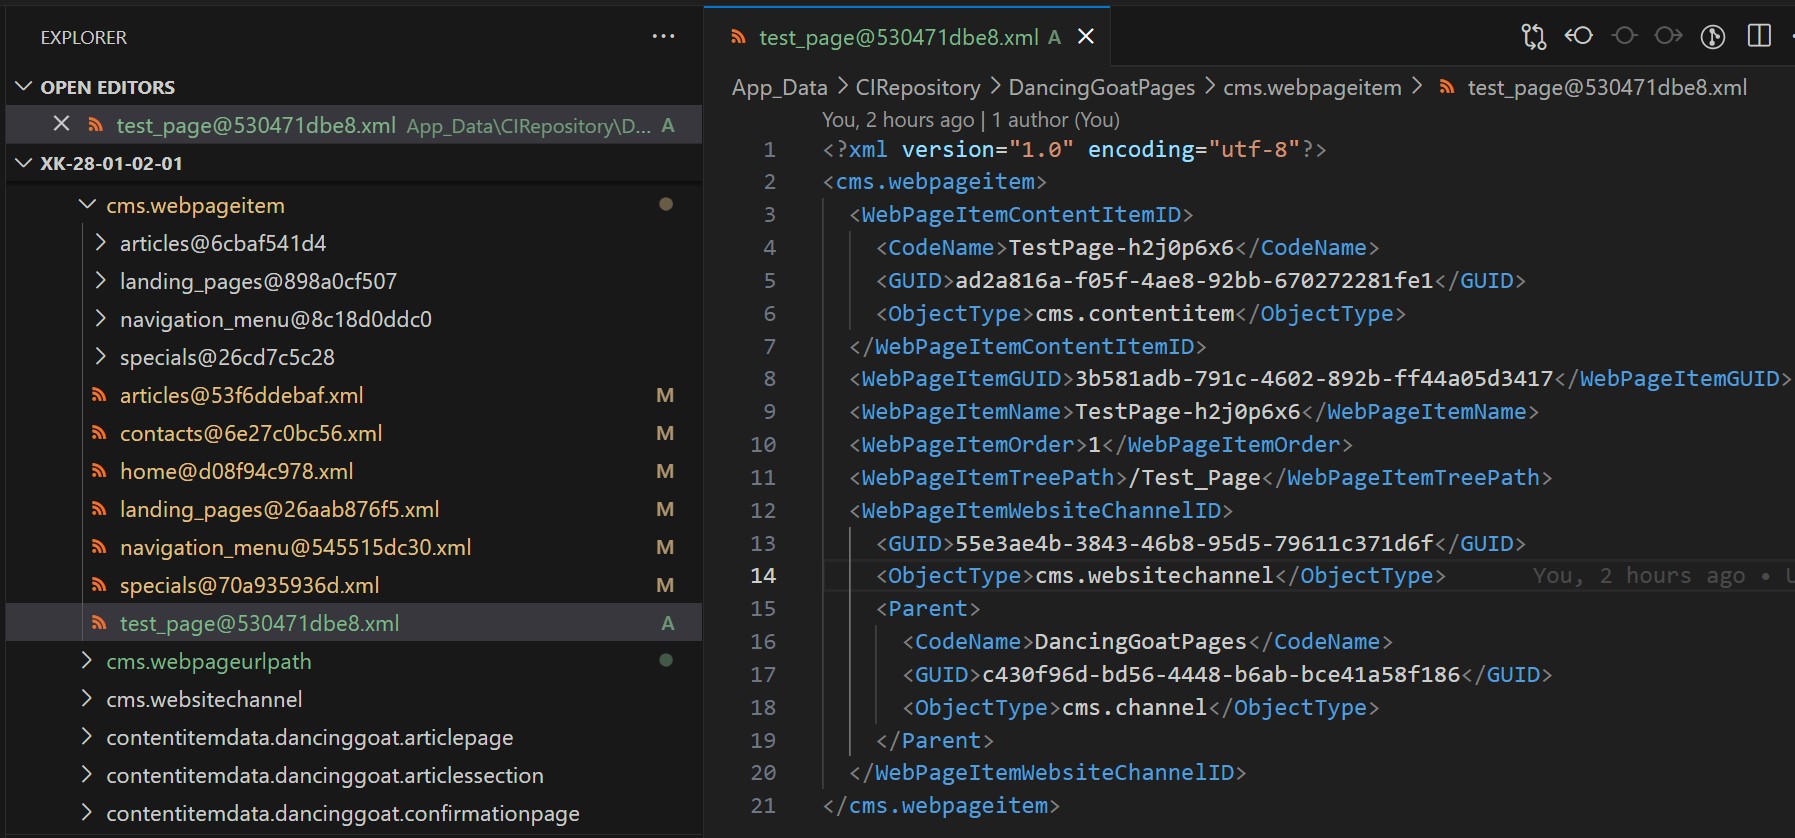 EXPLORER
OPEN EDITORS
test_page@530471dbe8.xml App_Data\CIRepository\D... A
XK-28-01-02-01
cms.webpageitem
articles@6cbaf541d4
landing_pages@898a0cf507
navigation_menu@8c18d0ddc0
specials@26cd7c5c28
articles@53f6ddebaf.xml M
contacts@6e27c0bc56.xml M
home@d08f94c978.xml M
landing_pages@26aab876f5.xml M
navigation_menu@545515dc30.xml M
specials@70a935936d.xml M
test_page@530471dbe8.xml A
cms.webpageurlpath
cms.websitechannel
contentitemdata.dancinggoat.articlepage
contentitemdata.dancinggoat.articlessection
contentitemdata.dancinggoat.confirmationpage
test_page@530471dbe8.xml A
App_Data > CIRepository > DancingGoatPages > cms.webpageitem > test_page@530471dbe8.xml
You, 2 hours ago | 1 author (You)
1 <?xml version="1.0" encoding="utf-8"?>
2 <cms.webpageitem>
3 <WebPageItemContentItemID>
4 <CodeName>TestPage-h2j0p6x6</CodeName>
5 <GUID>ad2a816a-f05f-4ae8-92bb-670272281fe1</GUID>
6 <ObjectType>cms.contentitem</ObjectType>
7 </WebPageItemContentItemID>
8 <WebPageItemGUID>3b581adb-791c-4602-892b-ff44a05d3417</WebPageItemGUID>
9 <WebPageItemName>TestPage-h2j0p6x6</WebPageItemName>
10 <WebPageItemOrder>1</WebPageItemOrder>
11 <WebPageItemTreePath>/Test_Page</WebPageItemTreePath>
12 <WebPageItemWebsiteChannelID>
13 <GUID>55e3ae4b-3843-46b8-95d5-79611c371d6f</GUID>
14 <ObjectType>cms.websitechannel</ObjectType> You, 2 hours ago •
15 <Parent>
16 <CodeName>DancingGoatPages</CodeName>
17 <GUID>c430f96d-bd56-4448-b6ab-bce41a58f186</GUID>
18 <ObjectType>cms.channel</ObjectType>
19 </Parent>
20 </WebPageItemWebsiteChannelID>
21 </cms.webpageitem>